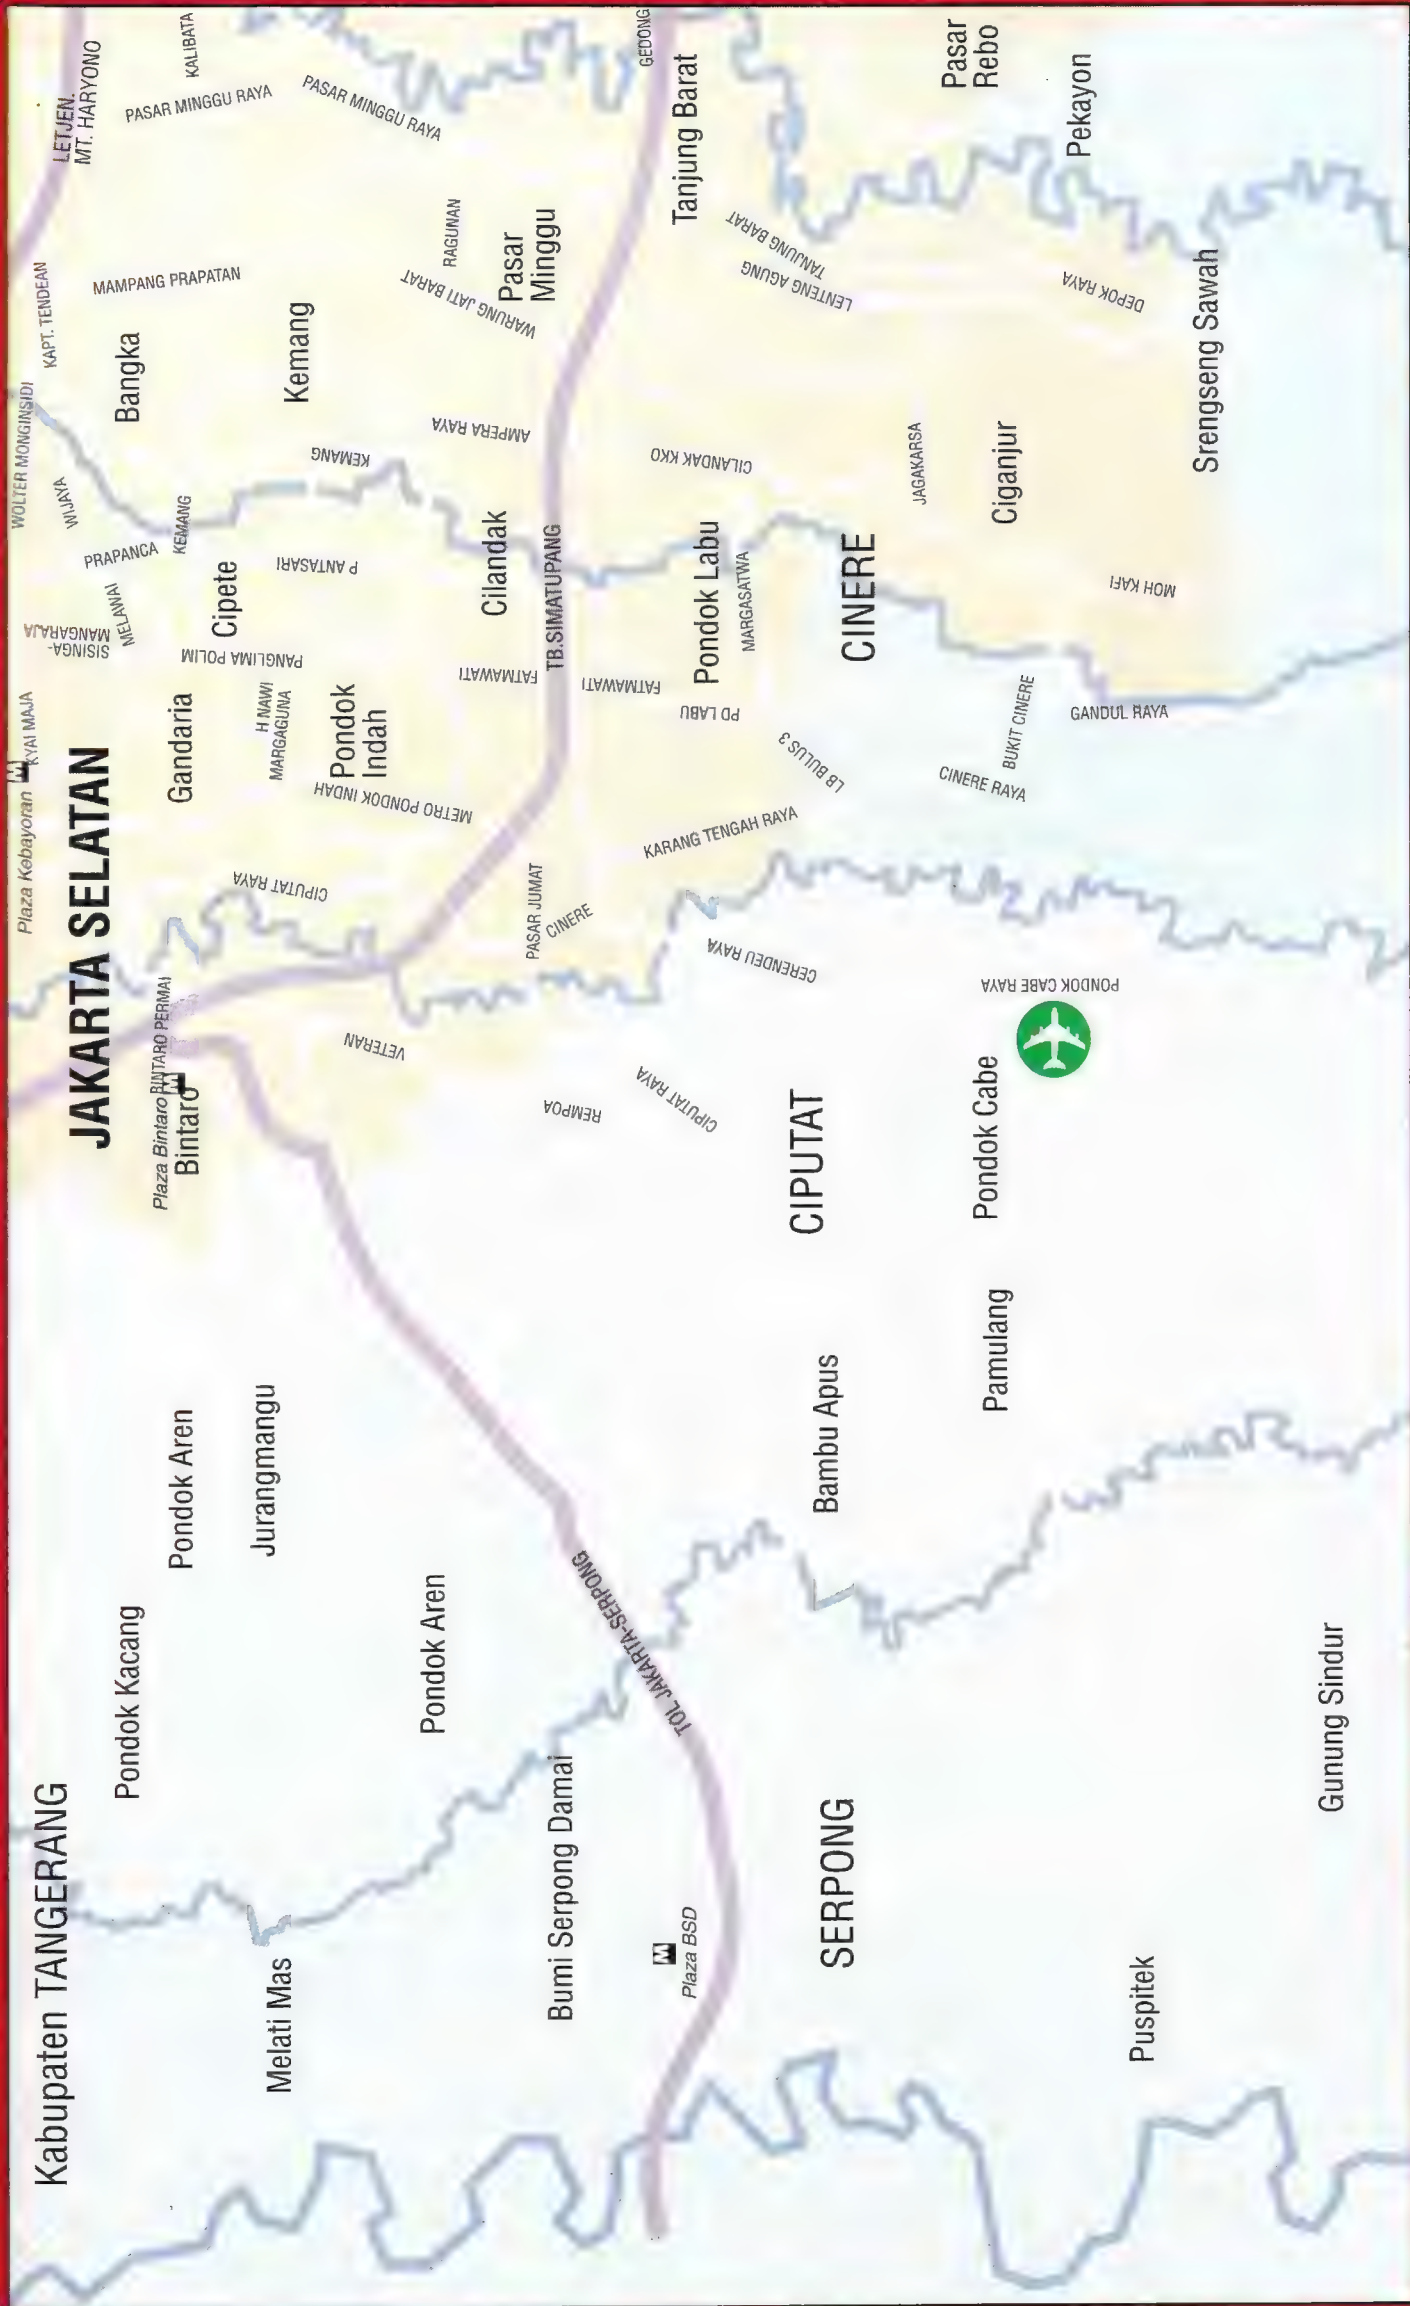 Kabupaten TANGERANG
JAKARTA SELATAN
Plaza Kebayoran
KYAI MAJA
WOLTER MONGINSIDI
KAPT. TENDEAN
LETJEN.
MT. HARYONO
SISINGA-
MANGARAJA
WIJAYA
MELAWAI
PRAPANCA
MAMPANG PRAPATAN
Pondok Kacang
Bangka
PASAR MINGGU RAYA
KALIBATA
Pondok Aren
Plaza Bintaro
BINTARO PERMAI
Bintaro
Gandaria
KEMANG
PANGLIMA POLIM
Cipete
Melati Mas
Jurangmangu
CIPUTAT RAYA
H NAWI
MARGAGUNA
P ANTASARI
Kemang
KEMANG
PASAR MINGGU RAYA
VETERAN
Pondok
Indah
METRO PONDOK INDAH
Pondok Aren
AMPERA RAYA
RAGUNAN
WARUNG JATI BARAT
FATMAWATI
Cilandak
Pasar
Minggu
Bumi Serpong Damai
PASAR JUMAT
CINERE
TB.SIMATUPANG
REMPOA
TOL JAKARTA-SERPONG
FATMAWATI
GEDONG
Plaza BSD
CIPUTAT RAYA
KARANG TENGAH RAYA
CILANDAK KKO
Tanjung Barat
PD LABU
Pondok Labu
MARGASATWA
CERENDEU RAYA
LB BULUS 3
TANJUNG BARAT
LENTENG AGUNG
SERPONG
Bambu Apus
CIPUTAT
CINERE
JAGAKARSA
Pasar
Rebo
Pamulang
Pondok Cabe
PONDOK CABE RAYA
CINERE RAYA
BUKIT CINERE
Ciganjur
Pekayon
DEPOK RAYA
GANDUL RAYA
MOH KAFI
Puspitek
Srengseng Sawah
Gunung Sindur